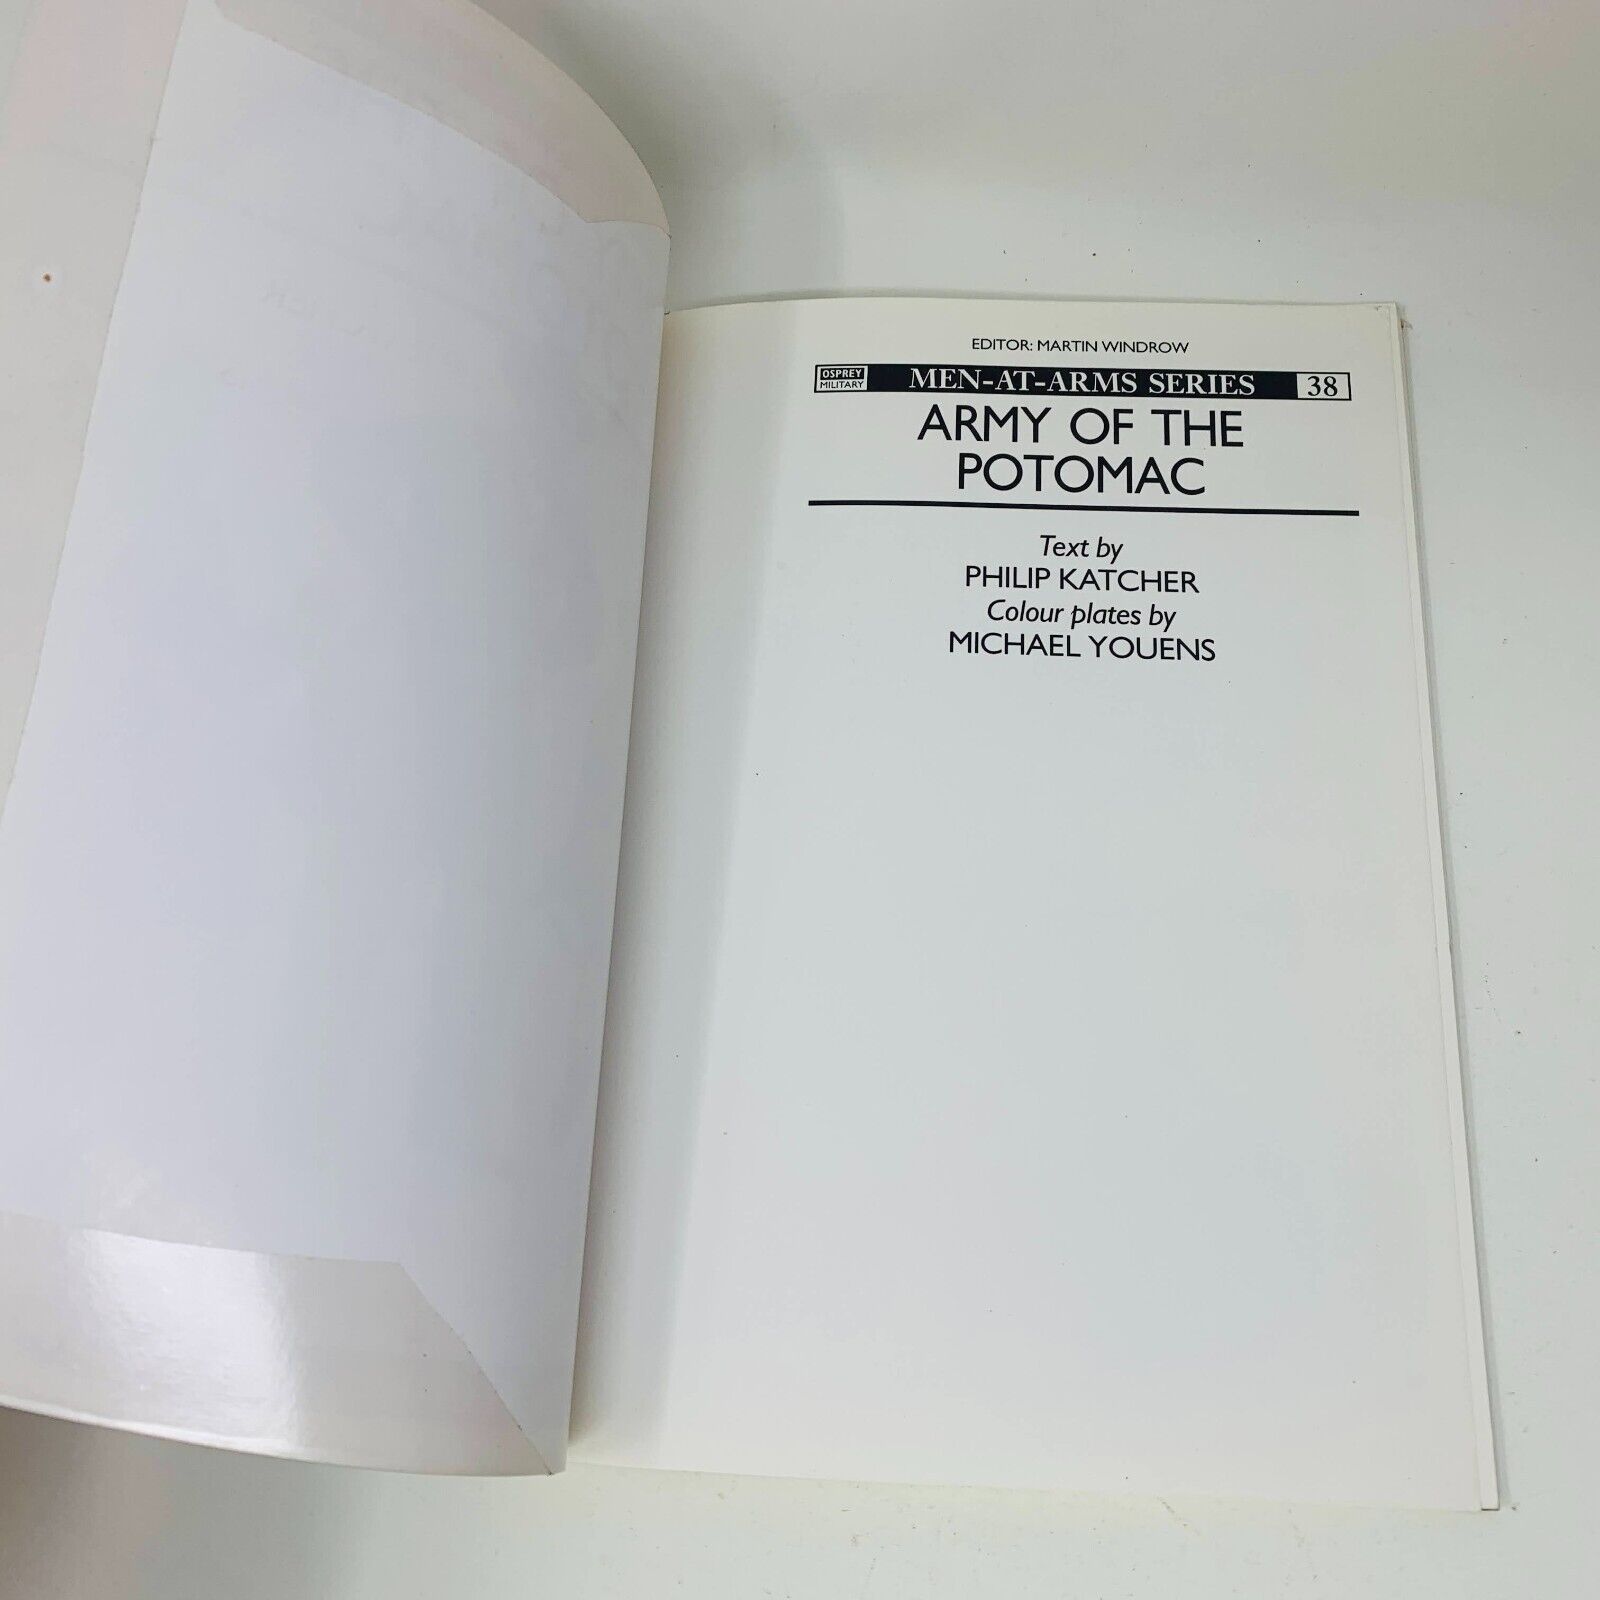 EDITOR: MARTIN WINDROW
OSPREY
MILITARY
MEN-AT-ARMS SERIES 38
ARMY OF THE
POTOMAC
Text by
PHILIP KATCHER
Colour plates by
MICHAEL YOUENS